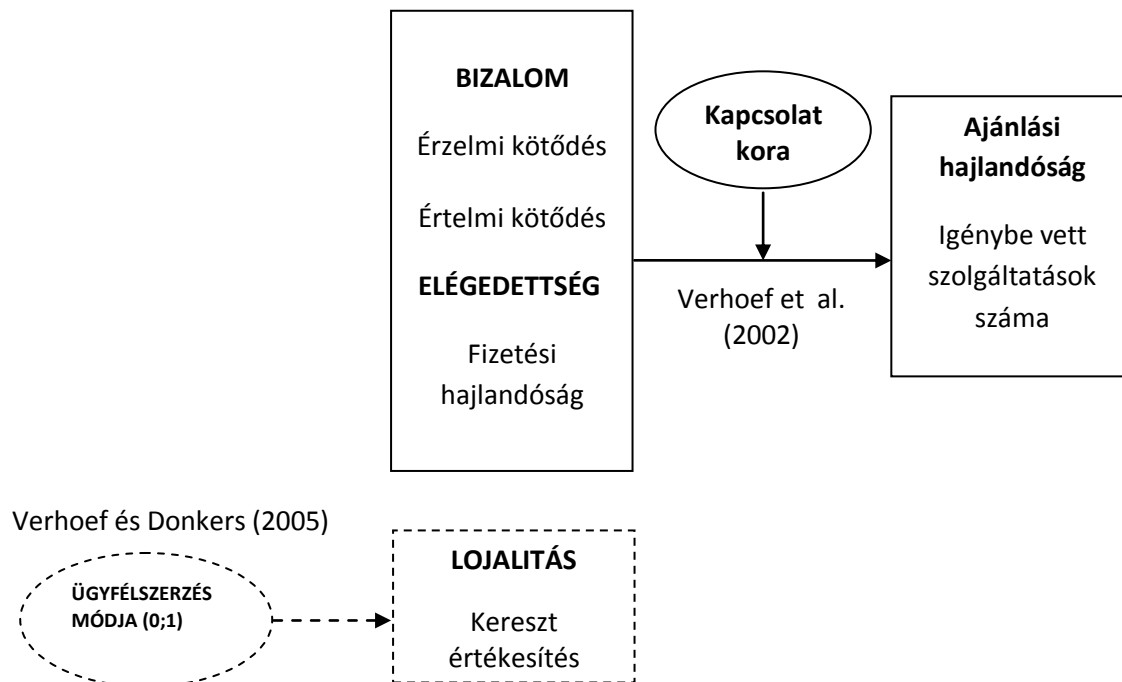 BIZALOM
Érzelmi kötődés
Értelmi kötődés
ELÉGEDETTSÉG
Fizetési
hajlandóság
Kapcsolat
kora
Verhoef et al.
(2002)
Ajánlási
hajlandóság
Igénybe vett
szolgáltatások
száma
Verhoef és Donkers (2005)
ÜGYFÉLSZERZÉS
MÓDJA (0;1)
LOJALITÁS
Kereszt
értékesítés